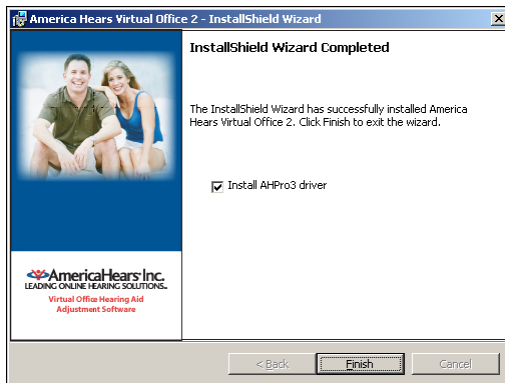 America Hears Virtual Office 2 - InstallShield Wizard
InstallShield Wizard Completed
The InstallShield Wizard has successfully installed America
Hears Virtual Office 2. Click Finish to exit the wizard.
Install AHPro3 driver
AmericaHears Inc.
LEADING ONLINE HEARING SOLUTIONS
Virtual Office Hearing Aid
Adjustment Software
< Back
Finish
Cancel